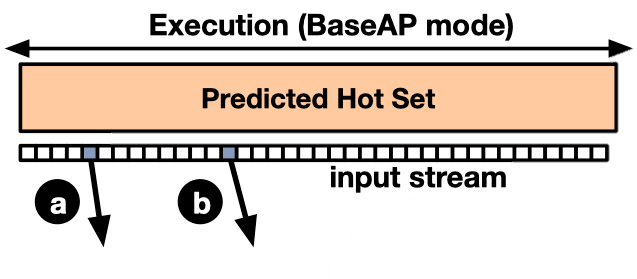 Execution (BaseAP mode)
Predicted Hot Set
input stream
a
b